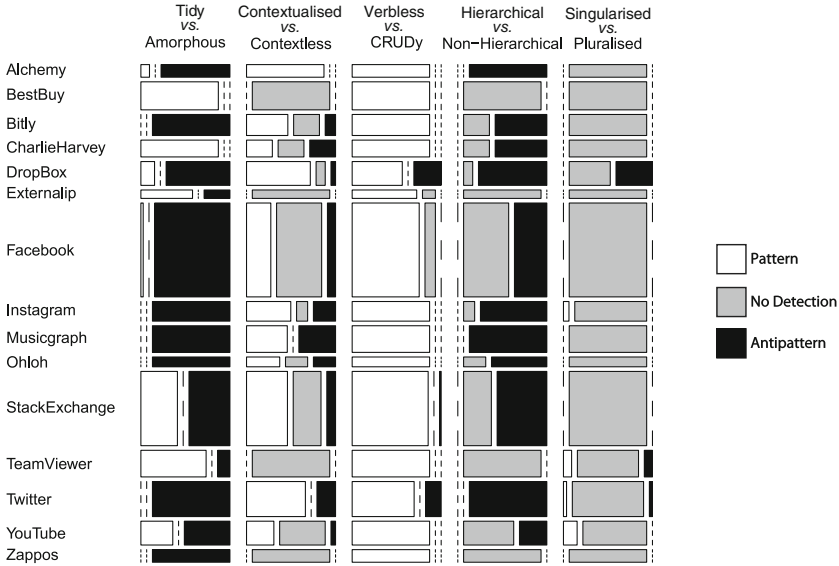 Tidy
vs.
Amorphous
Contextualised
vs.
Contextless
Verbless
vs.
CRUDy
Hierarchical
vs.
Non-Hierarchical
Singularised
vs.
Pluralised
Alchemy
BestBuy
Bitly
CharlieHarvey
DropBox
Externalip
Facebook
Instagram
Musicgraph
Ohloh
StackExchange
TeamViewer
Twitter
YouTube
Zappos
Pattern
No Detection
Antipattern